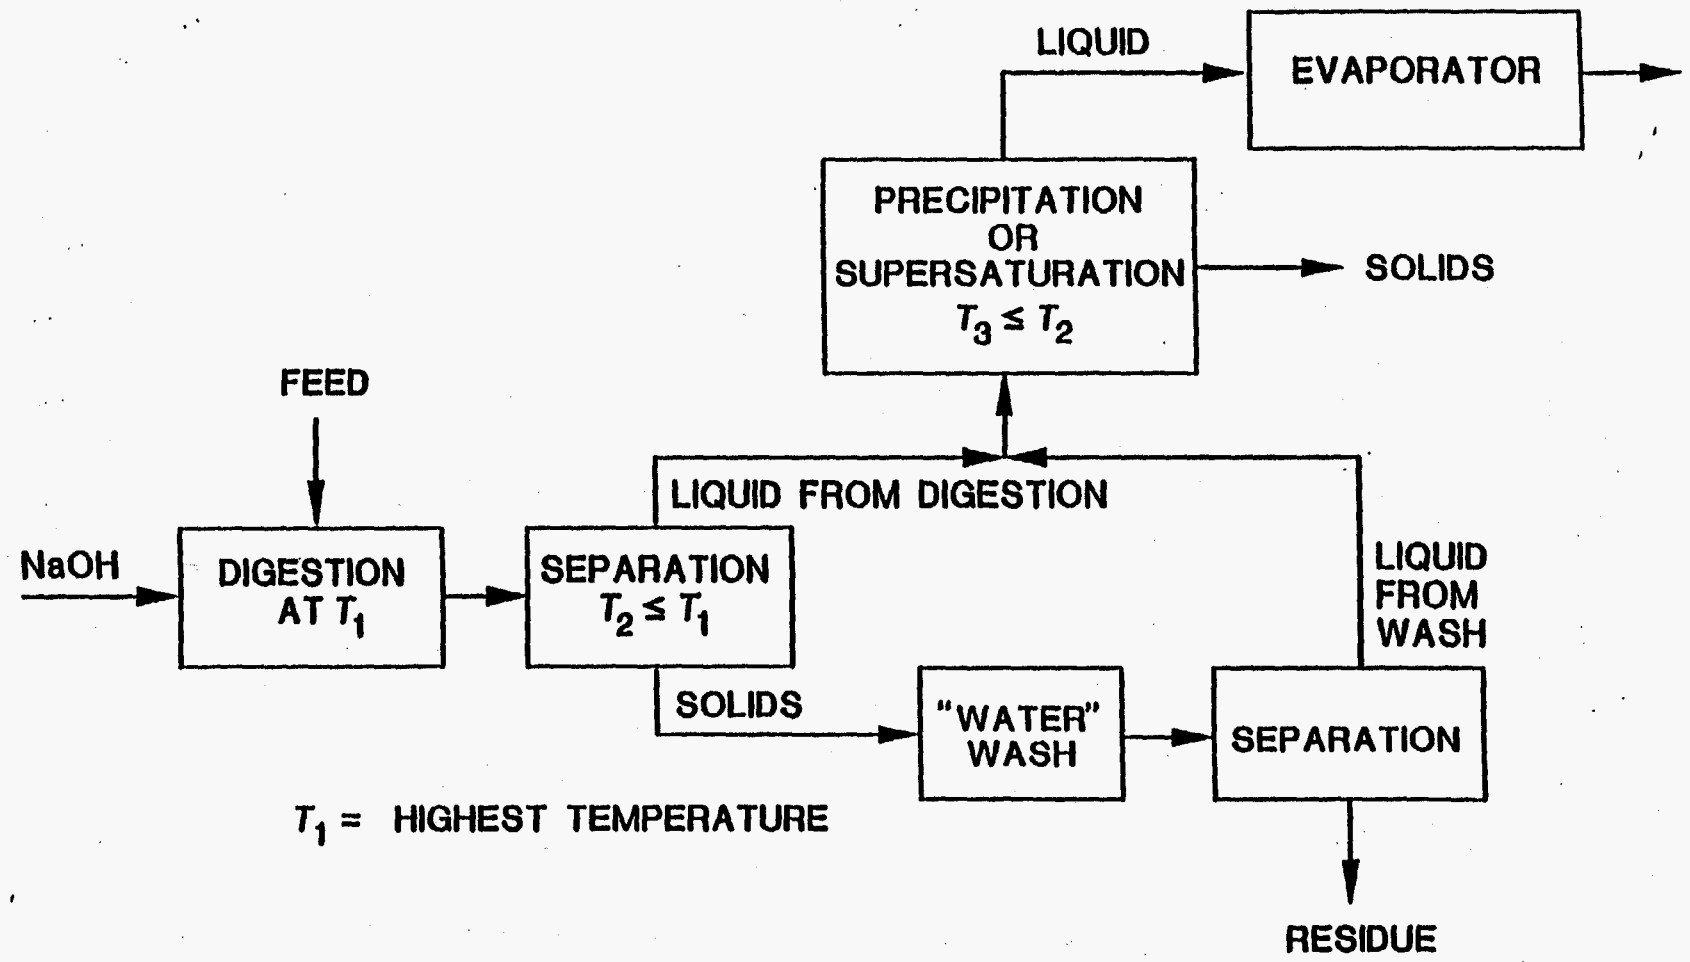 LIQUID
EVAPORATOR
PRECIPITATION
OR
SUPERSATURATION
T3 ≤ T2
SOLIDS
FEED
LIQUID FROM DIGESTION
NaOH
DIGESTION
AT T1
SEPARATION
T2 ≤ T1
LIQUID
FROM
WASH
SOLIDS
"WATER"
WASH
SEPARATION
T1 = HIGHEST TEMPERATURE
RESIDUE